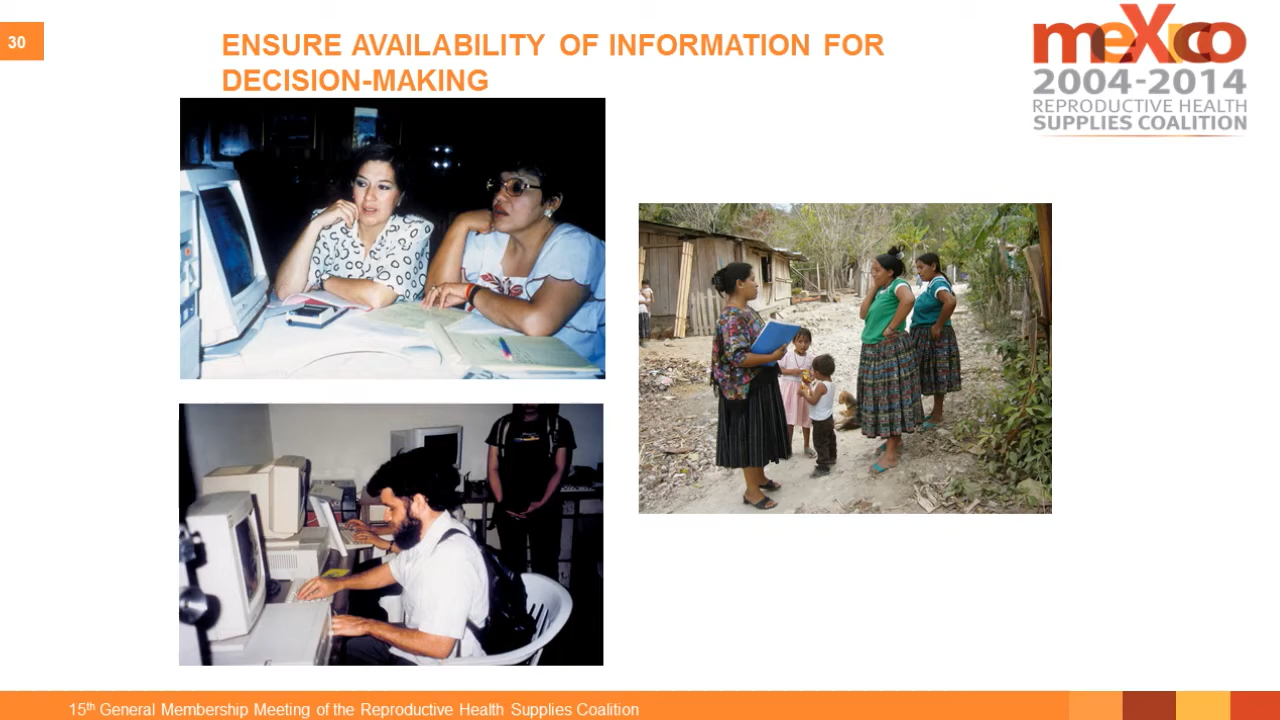 30
ENSURE AVAILABILITY OF INFORMATION FOR
DECISION-MAKING
meXico
2004-2014
REPRODUCTIVE HEALTH
SUPPLIES COALITION
15th General Membership Meeting of the Reproductive Health Supplies Coalition